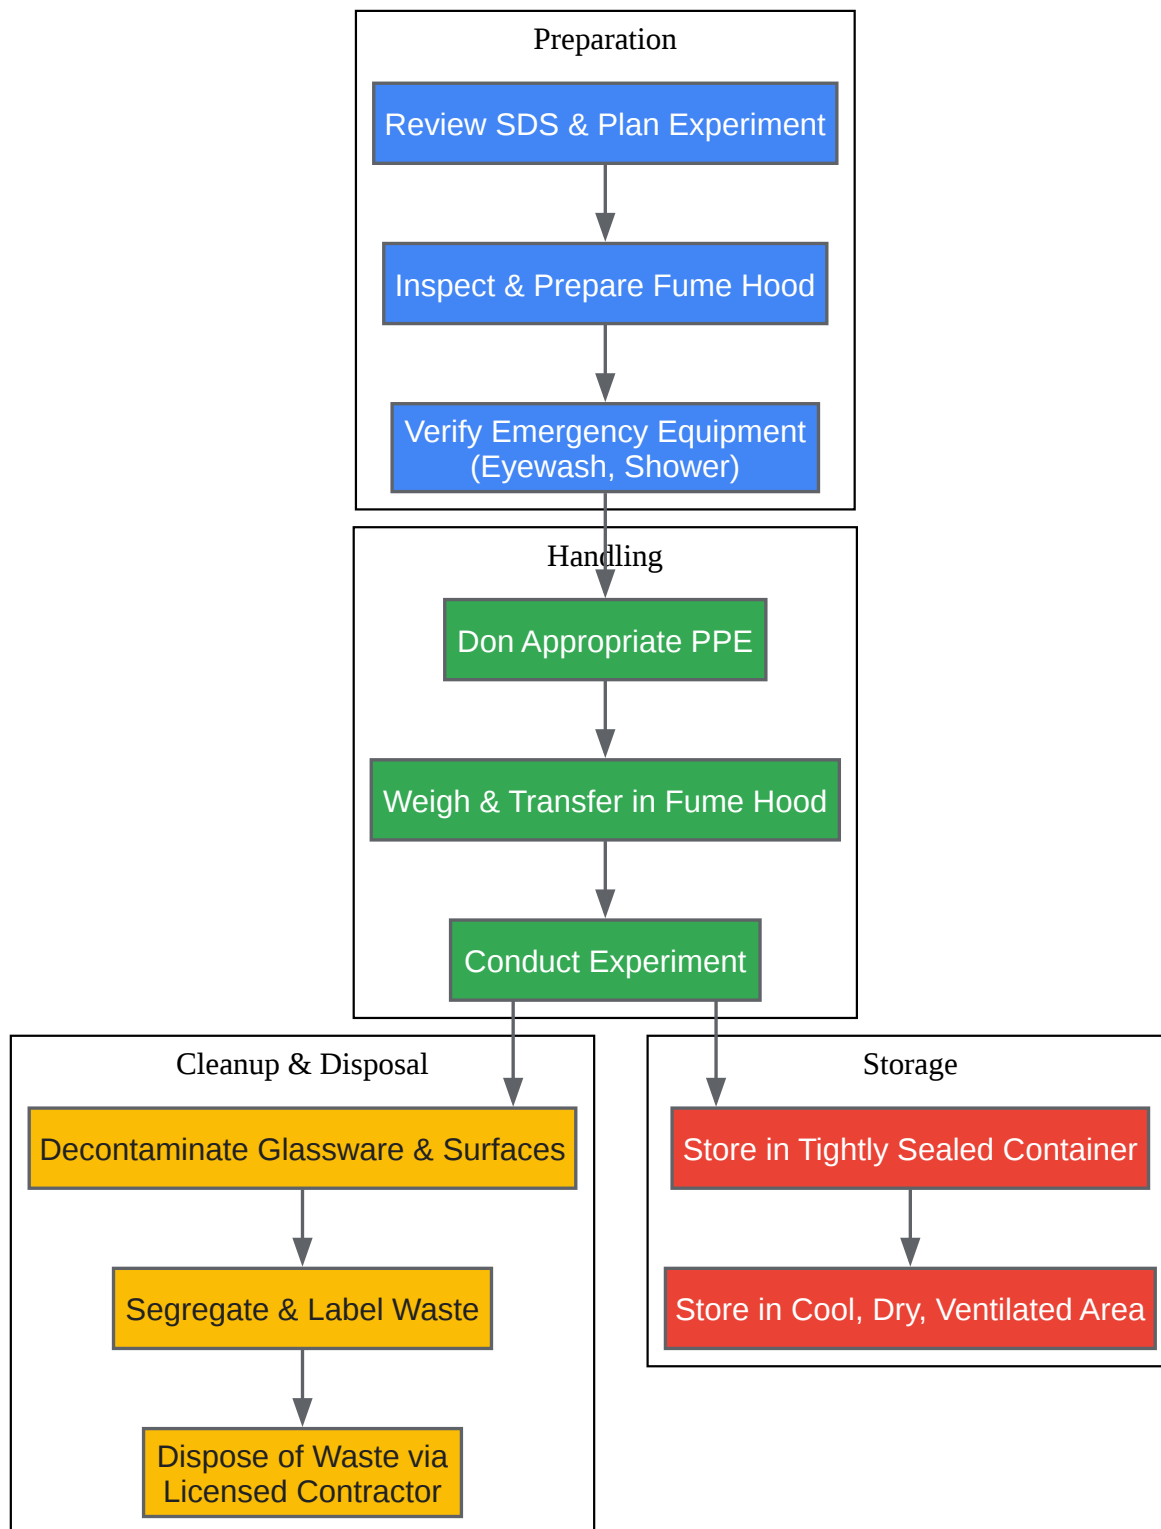 Preparation
Review SDS & Plan Experiment
Inspect & Prepare Fume Hood
Verify Emergency Equipment
(Eyewash, Shower)
Handling
Don Appropriate PPE
Weigh & Transfer in Fume Hood
Conduct Experiment
Cleanup & Disposal
Decontaminate Glassware & Surfaces
Segregate & Label Waste
Dispose of Waste via
Licensed Contractor
Storage
Store in Tightly Sealed Container
Store in Cool, Dry, Ventilated Area